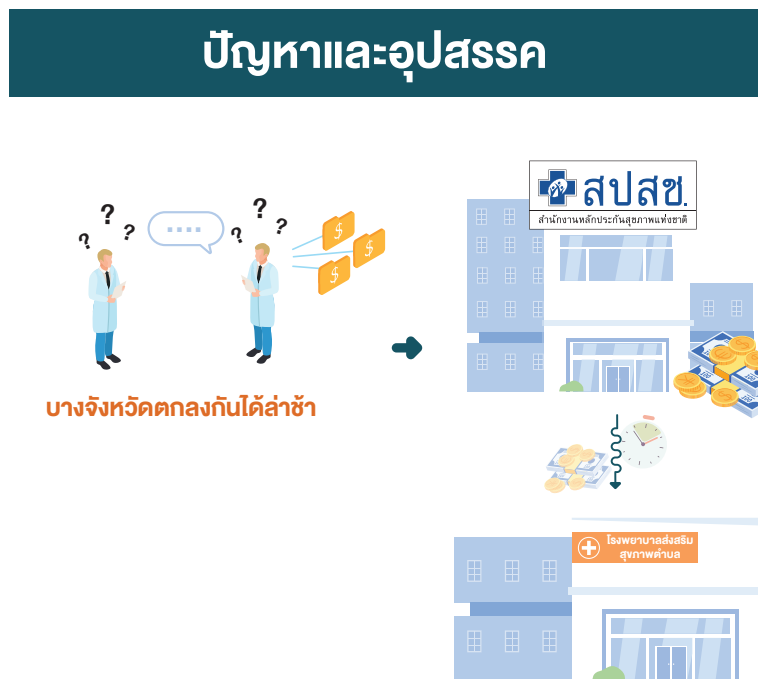 ปัญหาและอุปสรรค
? ? ?
....
? ? ?
$
$
$
สปสช.
สำนักงานหลักประกันสุขภาพแห่งชาติ
บางจังหวัดตกลงกันได้ล่าช้า
โรงพยาบาลส่งสริม
สุขภาพตำบล